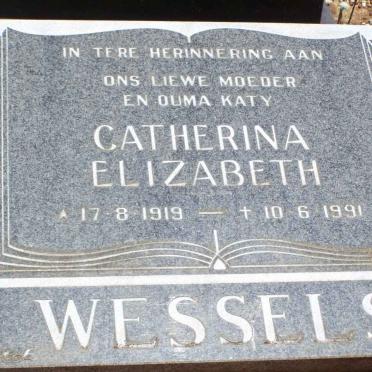 IN TERE HERINNERING AAN
ONS LIEWE MOEDER
EN OUMA KATY
CATHERINA
ELIZABETH
★ 17-8-1919 — ✝ 10-6-1991
WESSELS